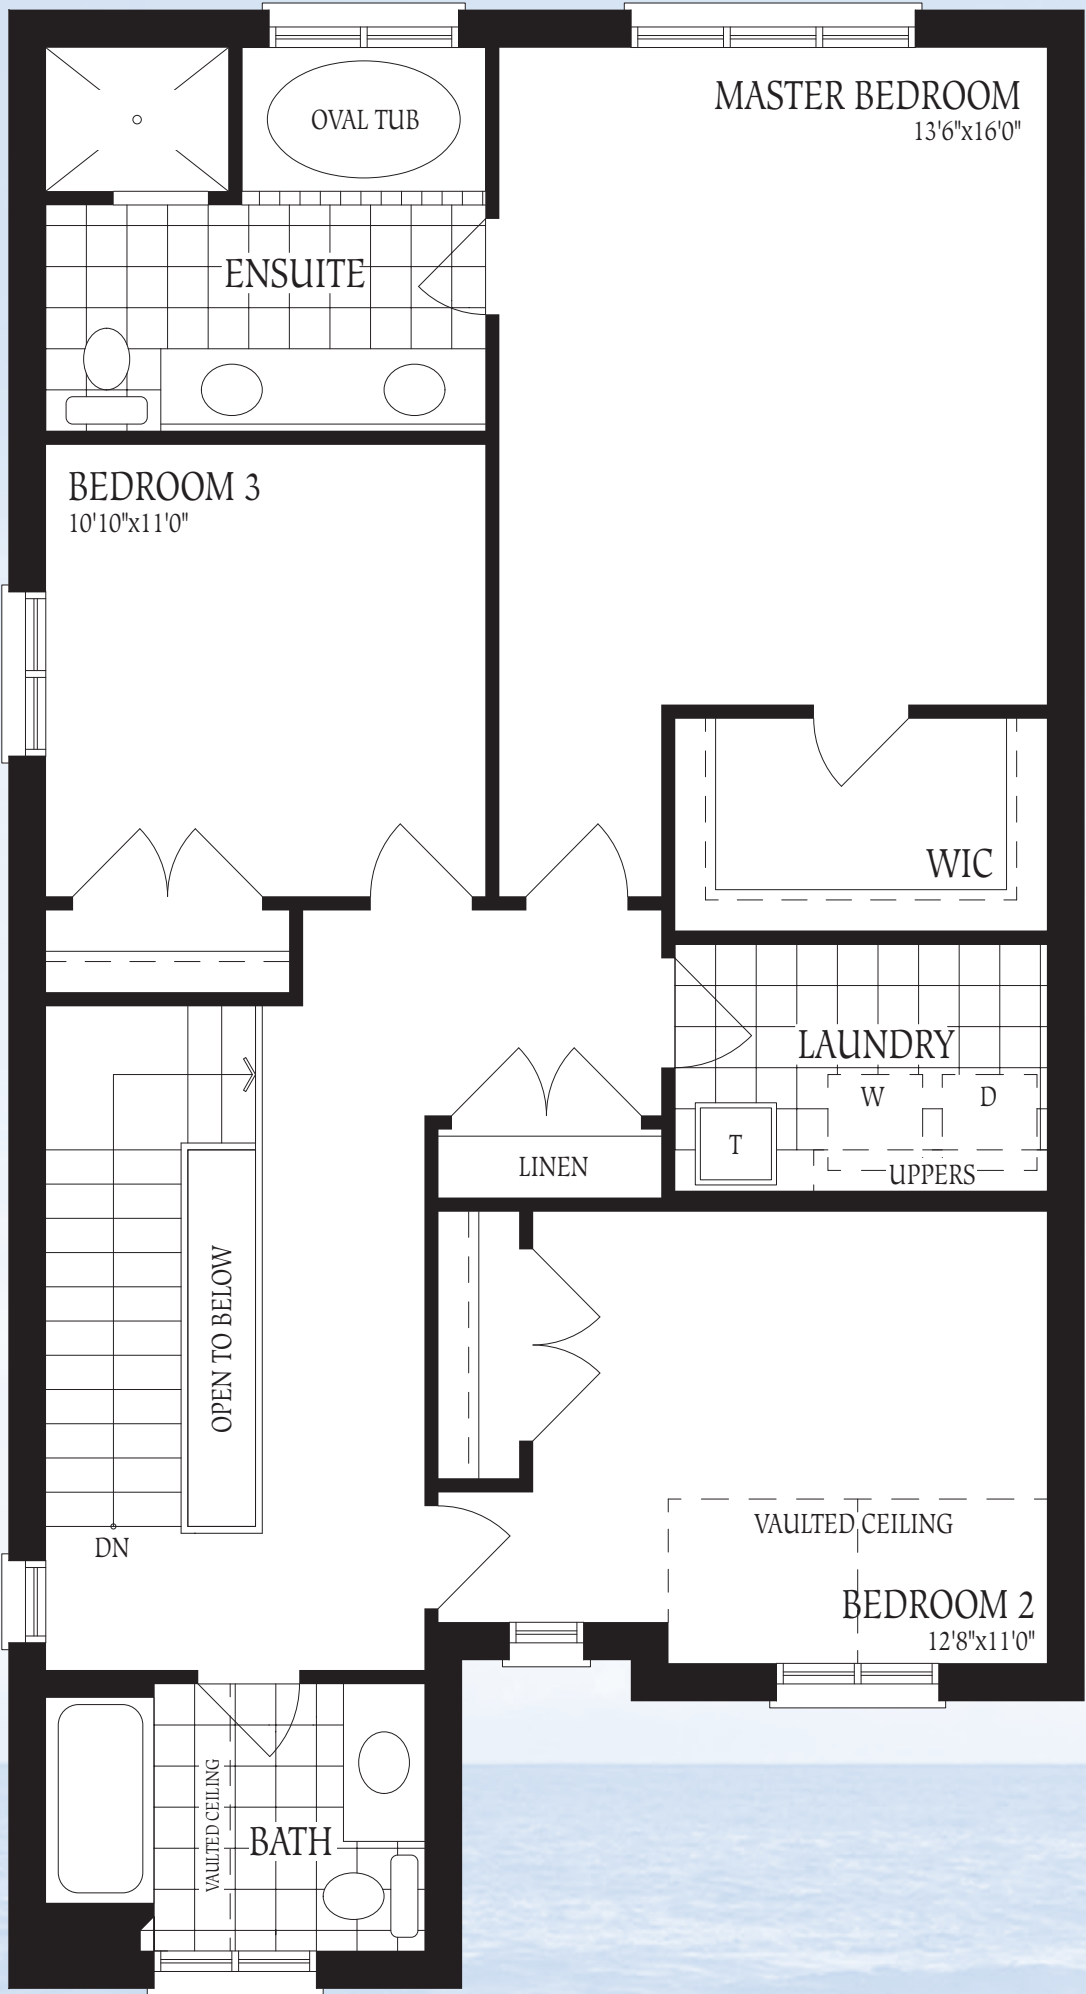 MASTER BEDROOM
13'6"x16'0"
OVAL TUB
ENSUITE
BEDROOM 3
10'10"x11'0"
WIC
LAUNDRY
W
D
T
UPPERS
LINEN
OPEN TO BELOW
DN
VAULTED CEILING
BEDROOM 2
12'8"x11'0"
VAULTED CEILING
BATH